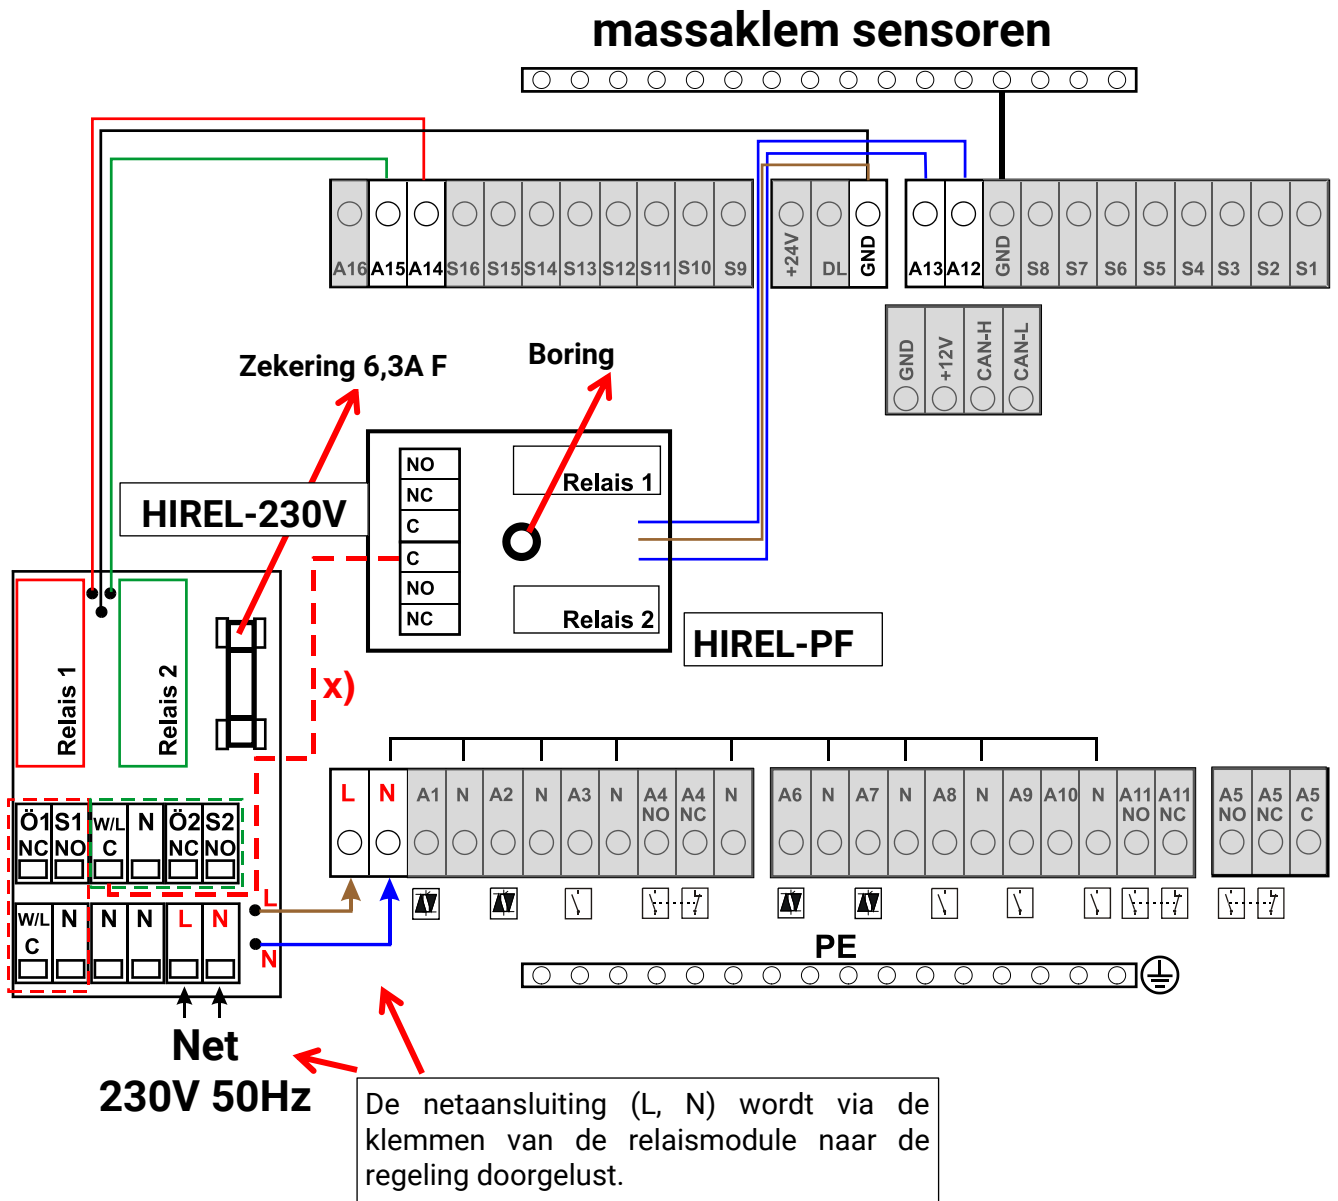 massaklem sensoren
A16 A15 A14 S16 S15 S14 S13 S12 S11 S10 S9
+24V DL GND
A13 A12 GND S8 S7 S6 S5 S4 S3 S2 S1
GND +12V CAN-H CAN-L
Zekering 6,3A F
Boring
HIREL-230V
NO
NC
C
C
NO
NC
Relais 1
Relais 2
HIREL-PF
Relais 1
Relais 2
x)
L N A1 N A2 N A3 N A4 NO A4 NC N
A6 N A7 N A8 N A9 A10 N A11 NO A11 NC
A5 NO A5 NC A5 C
Ö1 NC S1 NO W/L C N Ö2 NC S2 NO
W/L C N N N L N
L
N
PE
Net
230V 50Hz
De netaansluiting (L, N) wordt via de
klemmen van de relaismodule naar de
regeling doorgelust.